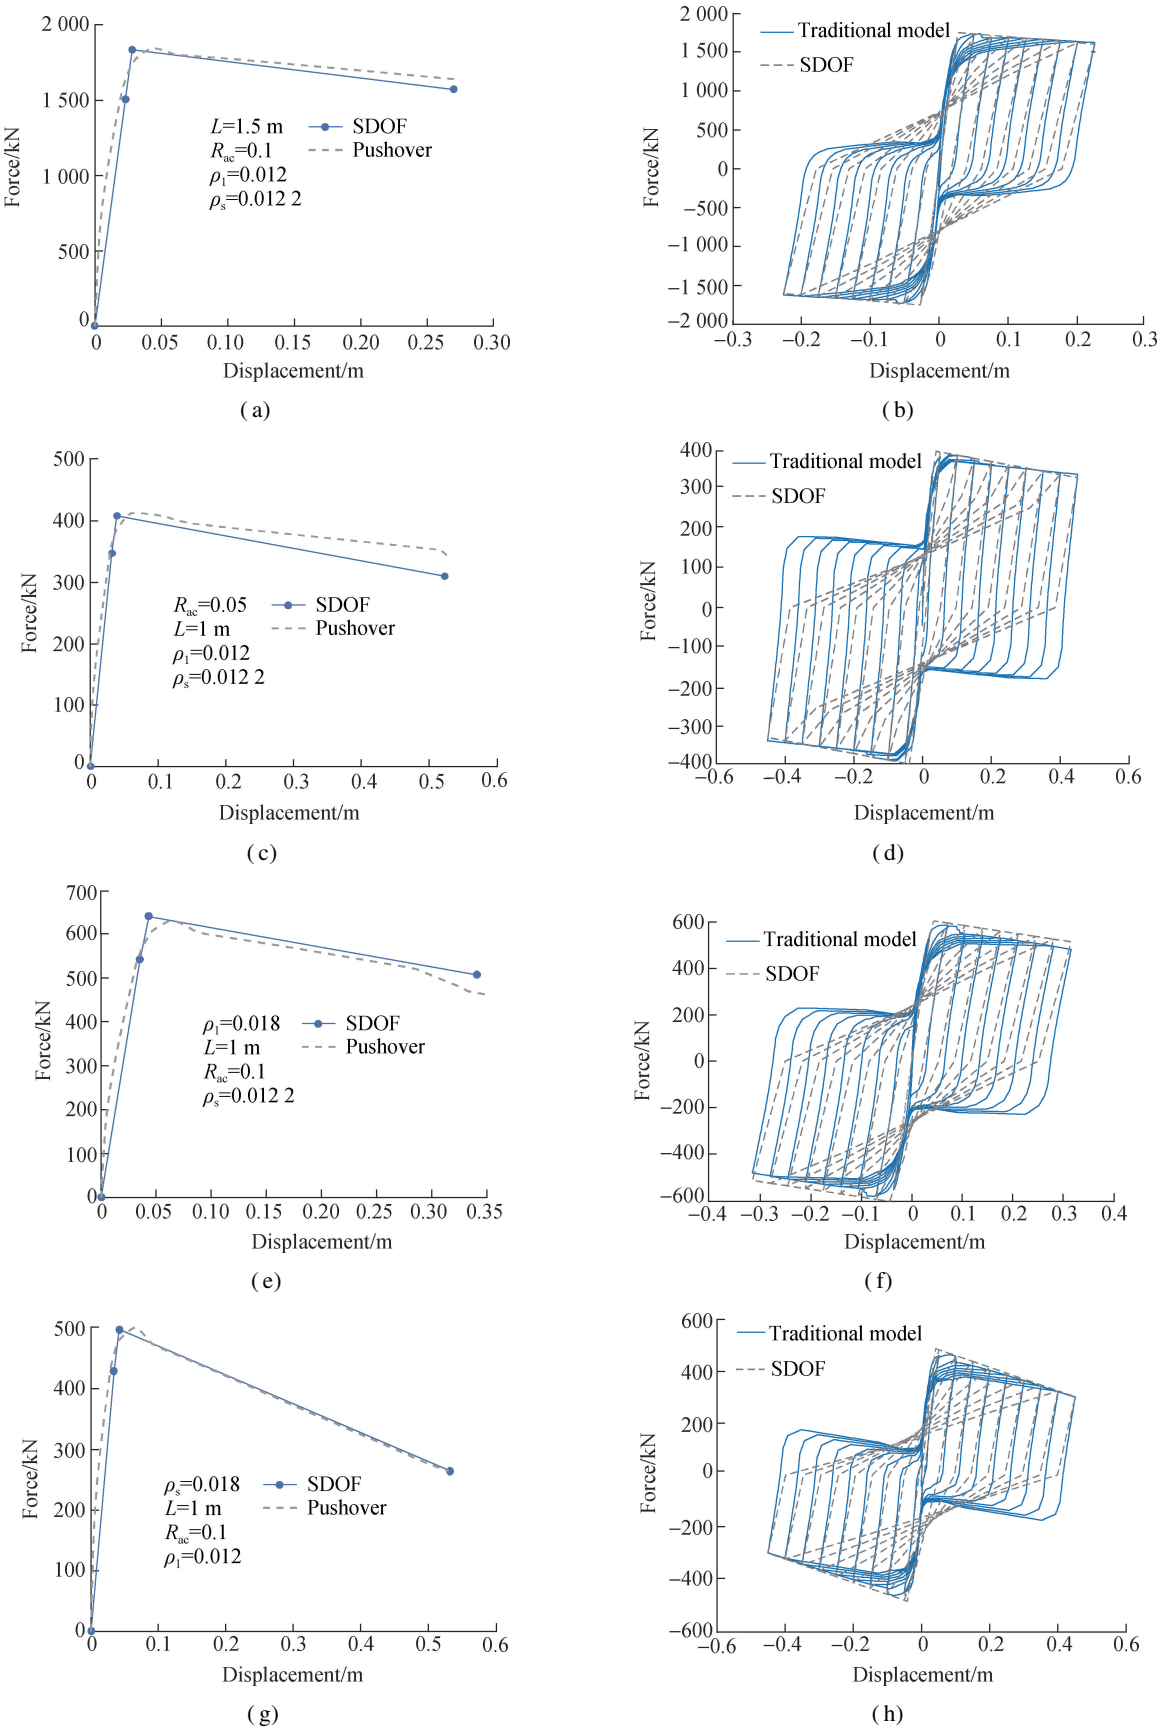 2 000
1 500
1 000
500
0
Force/kN
L=1.5 m
Rac=0.1
ρ1=0.012
ρs=0.012 2
SDOF
Pushover
0 0.05 0.10 0.15 0.20 0.25 0.30
Displacement/m
(a)
2 000
1 500
1 000
500
0
−500
−1 000
−1 500
−2 000
Force/kN
Traditional model
SDOF
−0.3 −0.2 −0.1 0 0.1 0.2 0.3
Displacement/m
(b)
500
400
300
200
100
0
Force/kN
Rac=0.05
L=1 m
ρ1=0.012
ρs=0.012 2
SDOF
Pushover
0 0.1 0.2 0.3 0.4 0.5 0.6
Displacement/m
(c)
400
300
200
100
0
−100
−200
−300
−400
Force/kN
Traditional model
SDOF
−0.6 −0.4 −0.2 0 0.2 0.4 0.6
Displacement/m
(d)
700
600
500
400
300
200
100
0
Force/kN
ρ1=0.018
L=1 m
Rac=0.1
ρs=0.012 2
SDOF
Pushover
0 0.05 0.10 0.15 0.20 0.25 0.30 0.35
Displacement/m
(e)
600
400
200
0
−200
−400
−600
Force/kN
Traditional model
SDOF
−0.4 −0.3 −0.2 −0.1 0 0.1 0.2 0.3 0.4
Displacement/m
(f)
500
400
300
200
100
0
Force/kN
ρs=0.018
L=1 m
Rac=0.1
ρ1=0.012
SDOF
Pushover
0 0.1 0.2 0.3 0.4 0.5 0.6
Displacement/m
(g)
600
400
200
0
−200
−400
−600
Force/kN
Traditional model
SDOF
−0.6 −0.4 −0.2 0 0.2 0.4 0.6
Displacement/m
(h)